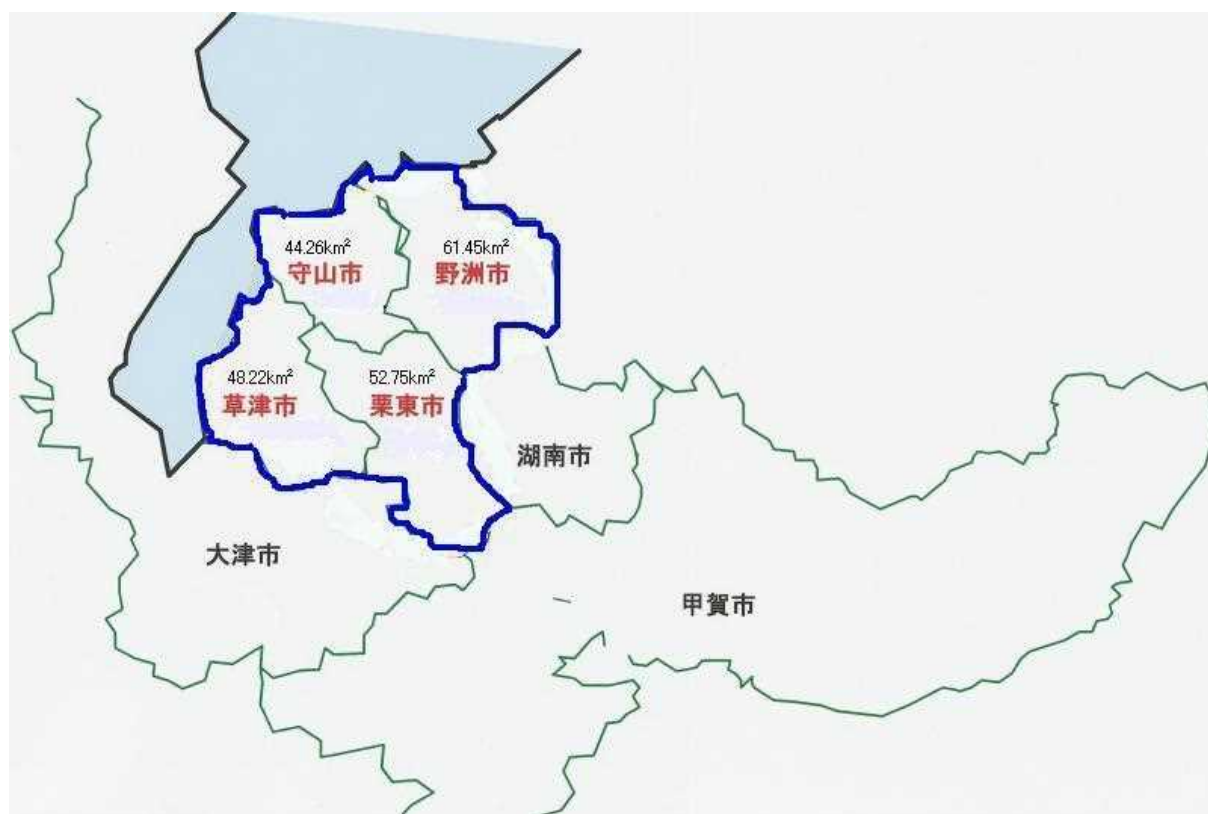 44.26km²
守山市
61.45km²
野洲市
48.22km²
草津市
52.75km²
栗東市
湖南市
大津市
甲賀市